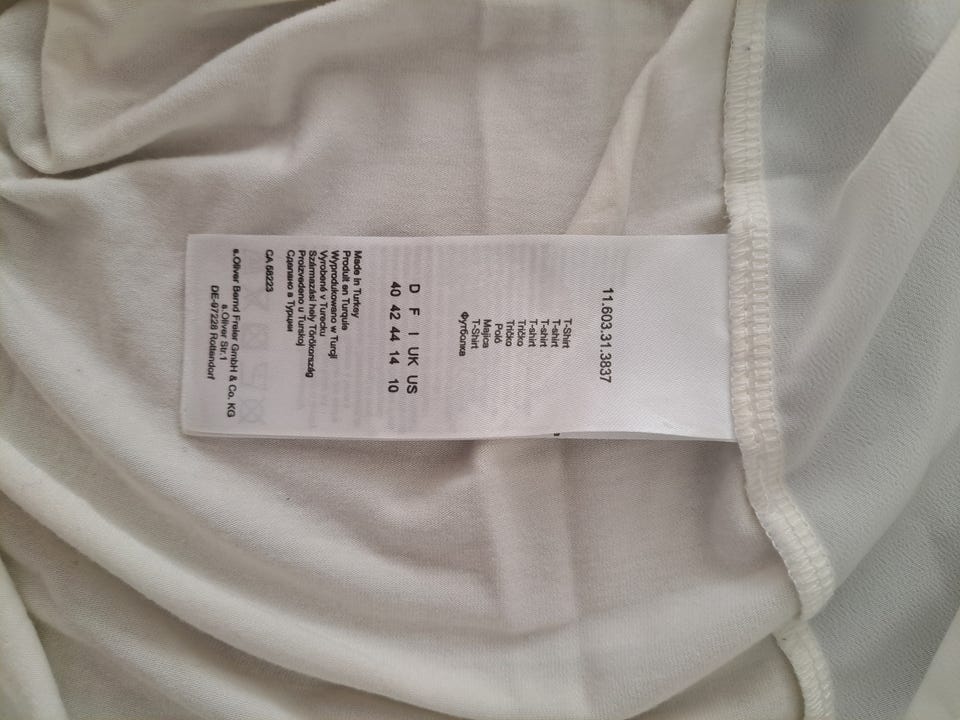 11.603.31.3837
T-Shirt
T-shirt
T-shirt
T-shirt
Tričko
Tričko
Poló
Majica
T-Shirt
Футболка
D F I UK US
40 42 44 14 10
Made in Turkey
Produit en Turquie
Wyprodukowano w Turcji
Vyrobené v Turecku
Származási hely Törökország
Proizvedeno u Turskoj
Сделано в Турции
CA 56223
s.Oliver Bernd Freier GmbH & Co. KG
s.Oliver Str.1
DE-97228 Rottendorf